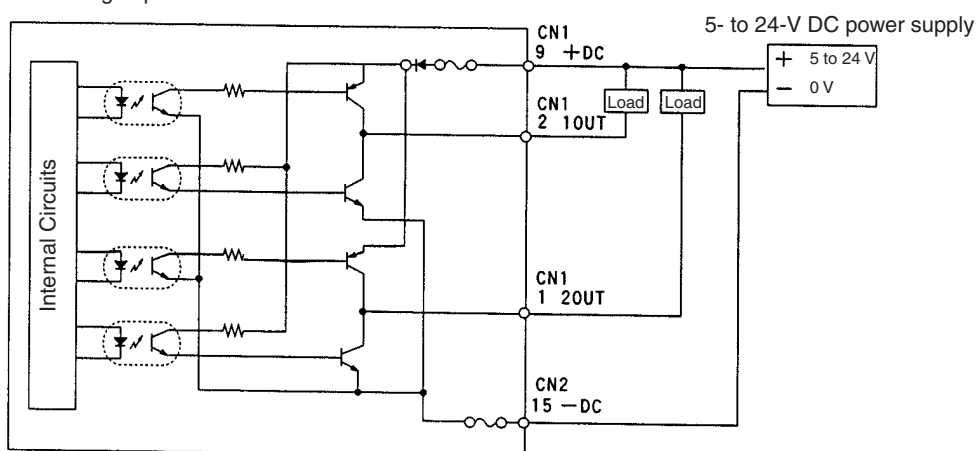 5- to 24-V DC power supply
CN1
9 +DC
+ 5 to 24 V
− 0 V
CN1
2 1OUT
Load Load
Internal Circuits
CN1
1 2OUT
CN2
15 −DC